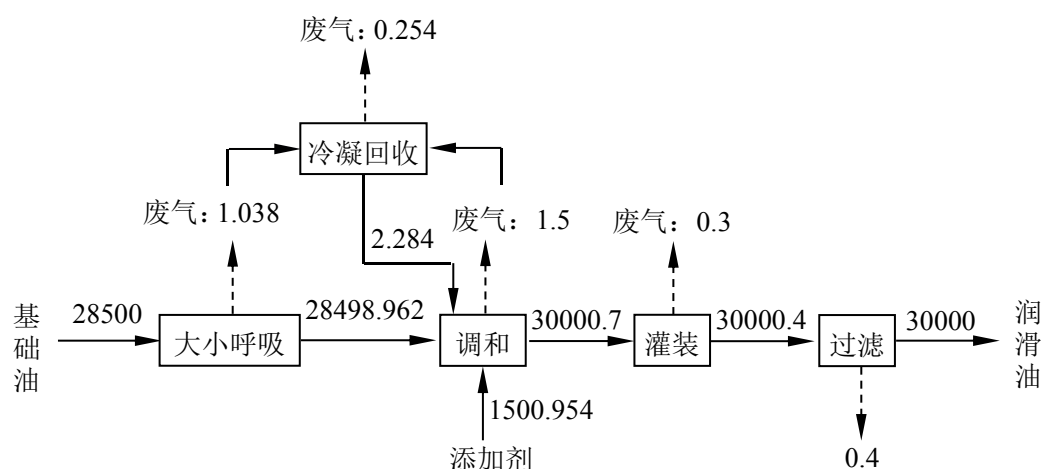 废气：0.254
冷凝回收
废气：1.038
2.284
废气：1.5
废气：0.3
基础油
28500
大小呼吸
28498.962
调和
30000.7
灌装
30000.4
过滤
30000
润滑油
1500.954
添加剂
0.4